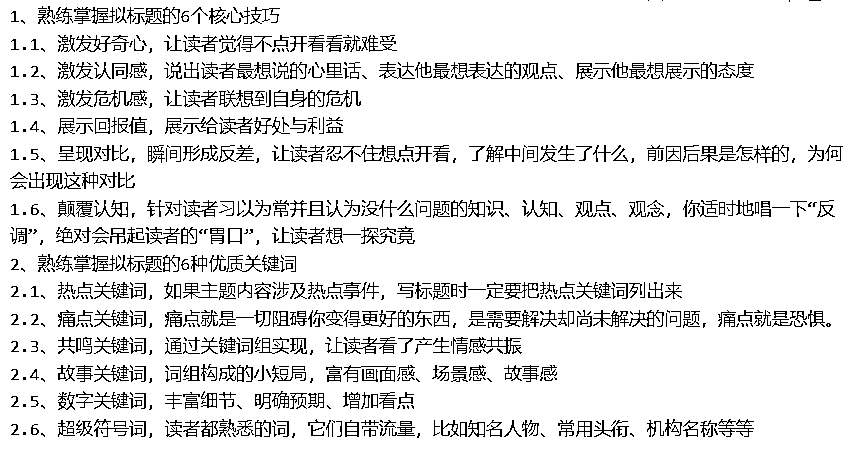 1、熟练掌握拟标题的6个核心技巧
1.1、激发好奇心，让读者觉得不点开看看就难受
1.2、激发认同感，说出读者最想说的心里话、表达他最想表达的观点、展示他最想展示的态度
1.3、激发危机感，让读者联想到自身的危机
1.4、展示回报值，展示给读者好处与利益
1.5、呈现对比，瞬间形成反差，让读者忍不住想点开看，了解中间发生了什么，前因后果是怎样的，为何
会出现这种对比
1.6、颠覆认知，针对读者习以为常并且认为没什么问题的知识、认知、观点、观念，你适时地唱一下“反
调”，绝对会吊起读者的“胃口”，让读者想一探究竟
2、熟练掌握拟标题的6种优质关键词
2.1、热点关键词，如果主题内容涉及热点事件，写标题时一定要把热点关键词列出来
2.2、痛点关键词，痛点就是一切阻碍你变得更好的东西，是需要解决却尚未解决的问题，痛点就是恐惧。
2.3、共鸣关键词，通过关键词组实现，让读者看了产生情感共振
2.4、故事关键词，词组构成的小短局，富有画面感、场景感、故事感
2.5、数字关键词，丰富细节、明确预期、增加看点
2.6、超级符号词，读者都熟悉的词，它们自带流量，比如知名人物、常用头衔、机构名称等等